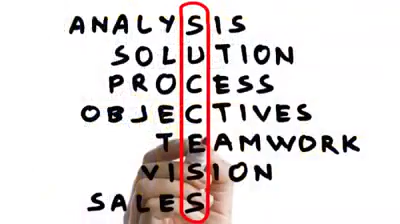 ANALYSIS
SOLUTION
PROCESS
OBJECTIVES
TEAMWORK
VISION
SALES